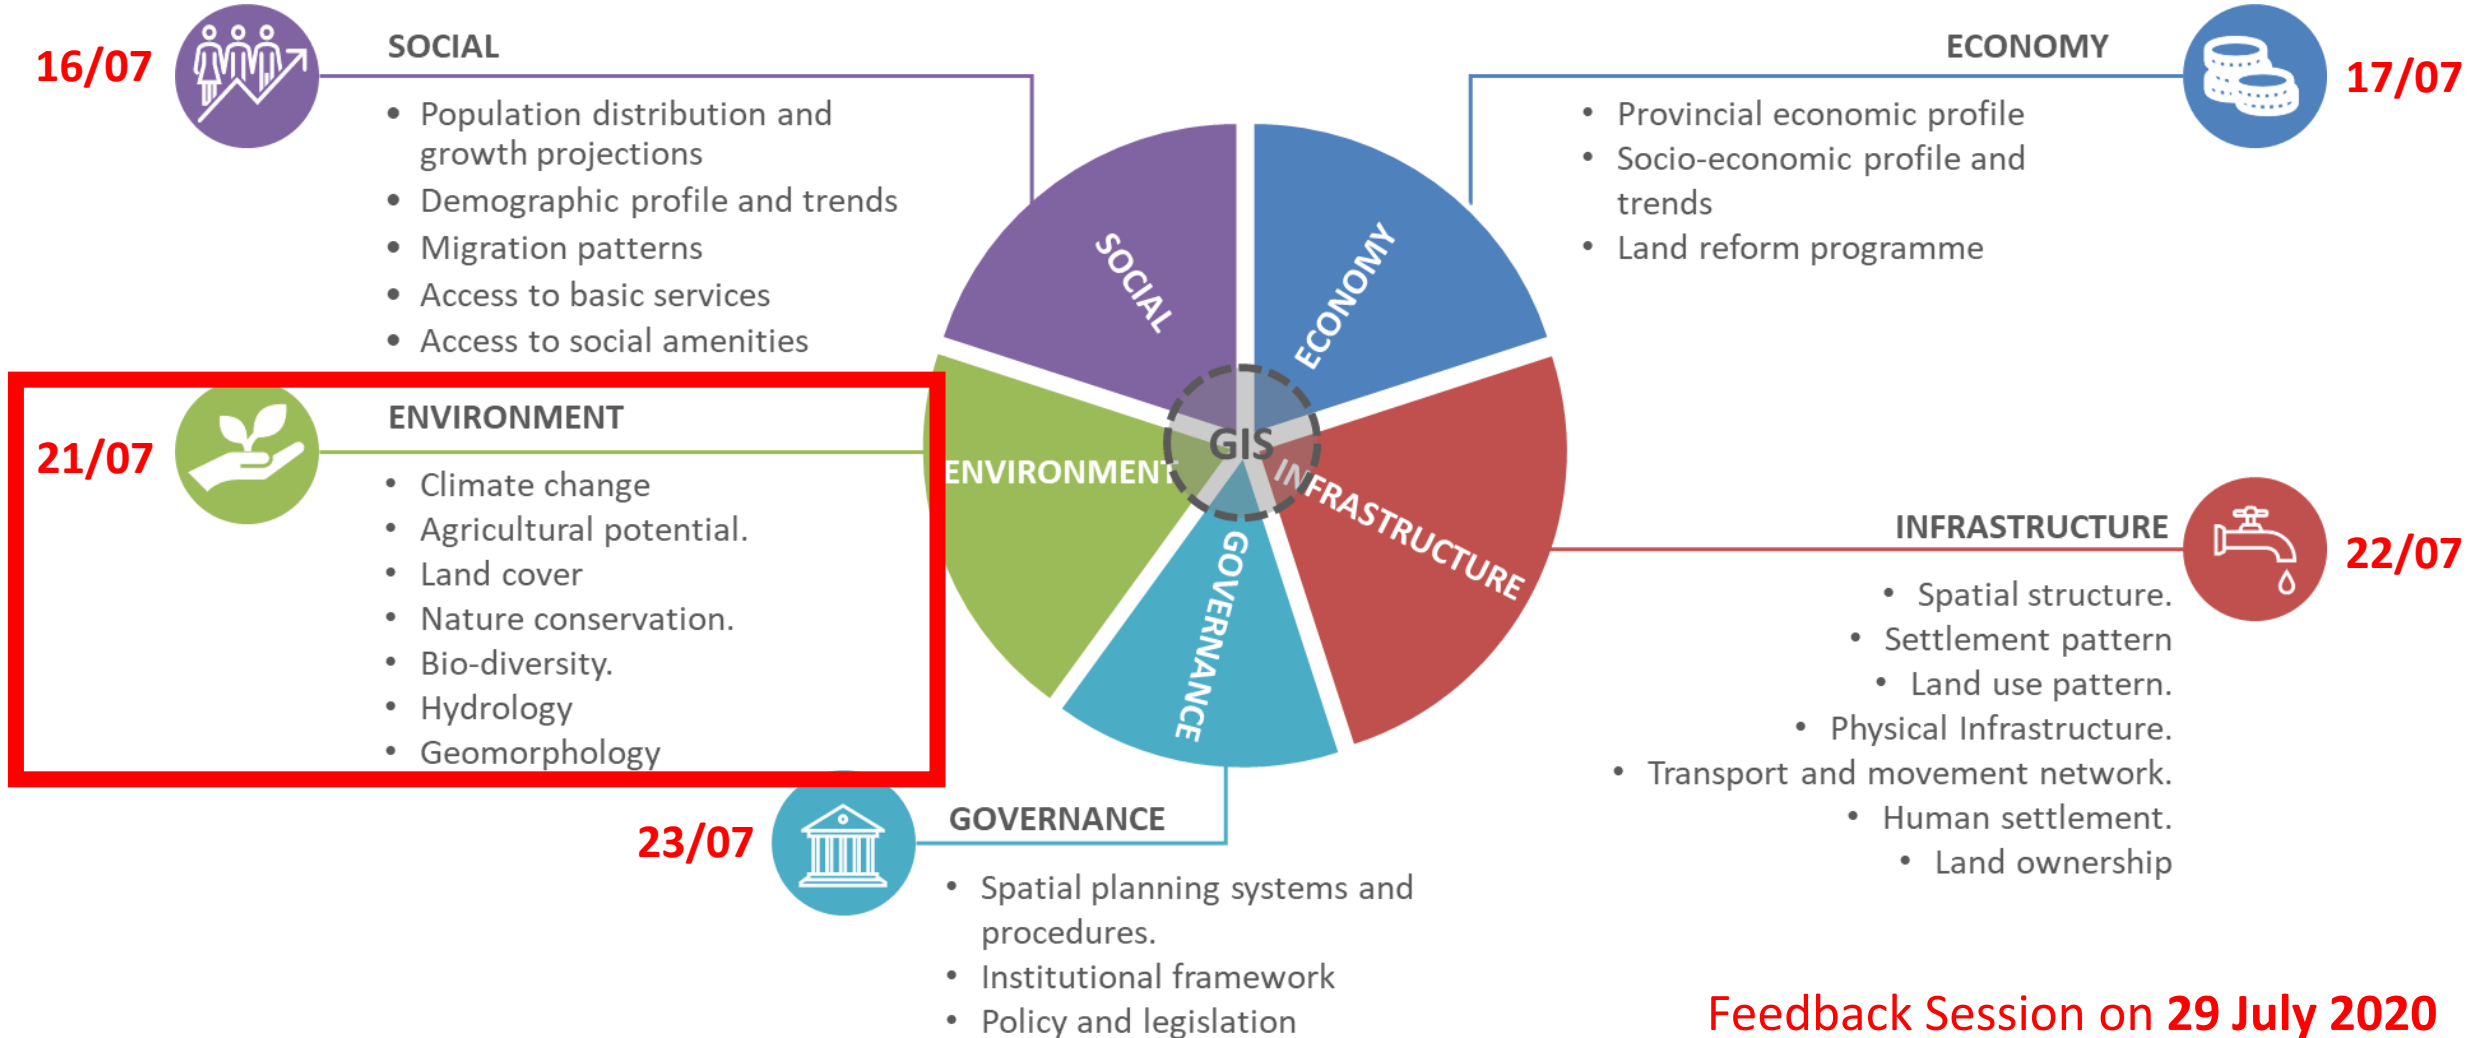 16/07
SOCIAL
• Population distribution and
growth projections
• Demographic profile and trends
• Migration patterns
• Access to basic services
• Access to social amenities
ECONOMY
17/07
• Provincial economic profile
• Socio-economic profile and
trends
• Land reform programme
SOCIAL
ECONOMY
ENVIRONMENT
GIS
INFRASTRUCTURE
GOVERNANCE
21/07
ENVIRONMENT
• Climate change
• Agricultural potential.
• Land cover
• Nature conservation.
• Bio-diversity.
• Hydrology
• Geomorphology
INFRASTRUCTURE
22/07
• Spatial structure.
• Settlement pattern
• Land use pattern.
• Physical Infrastructure.
• Transport and movement network.
• Human settlement.
• Land ownership
23/07
GOVERNANCE
• Spatial planning systems and
procedures.
• Institutional framework
• Policy and legislation
Feedback Session on 29 July 2020